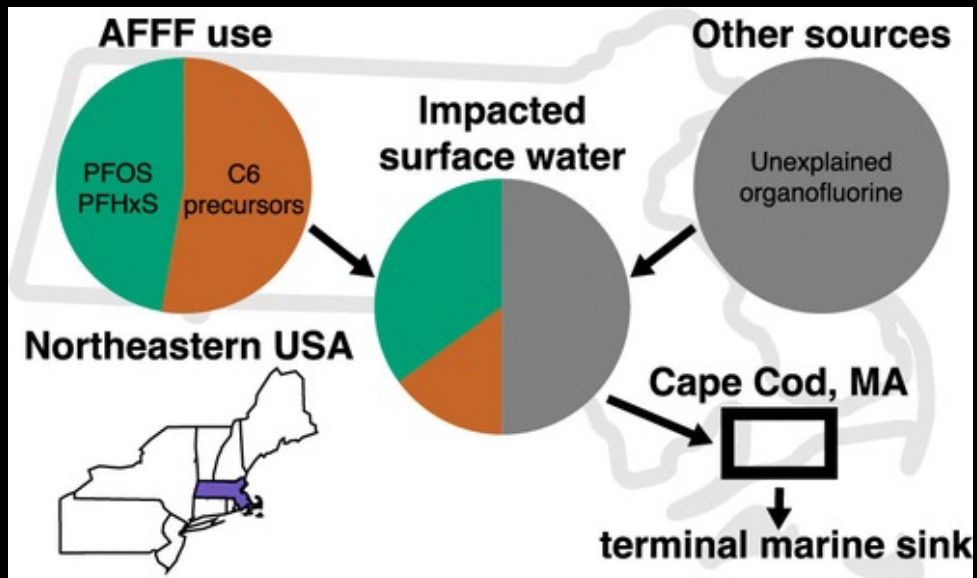 AFFF use
PFOS
PFHxS
C6
precursors
Other sources
Unexplained
organofluorine
Impacted
surface water
Northeastern USA
Cape Cod, MA
terminal marine sink